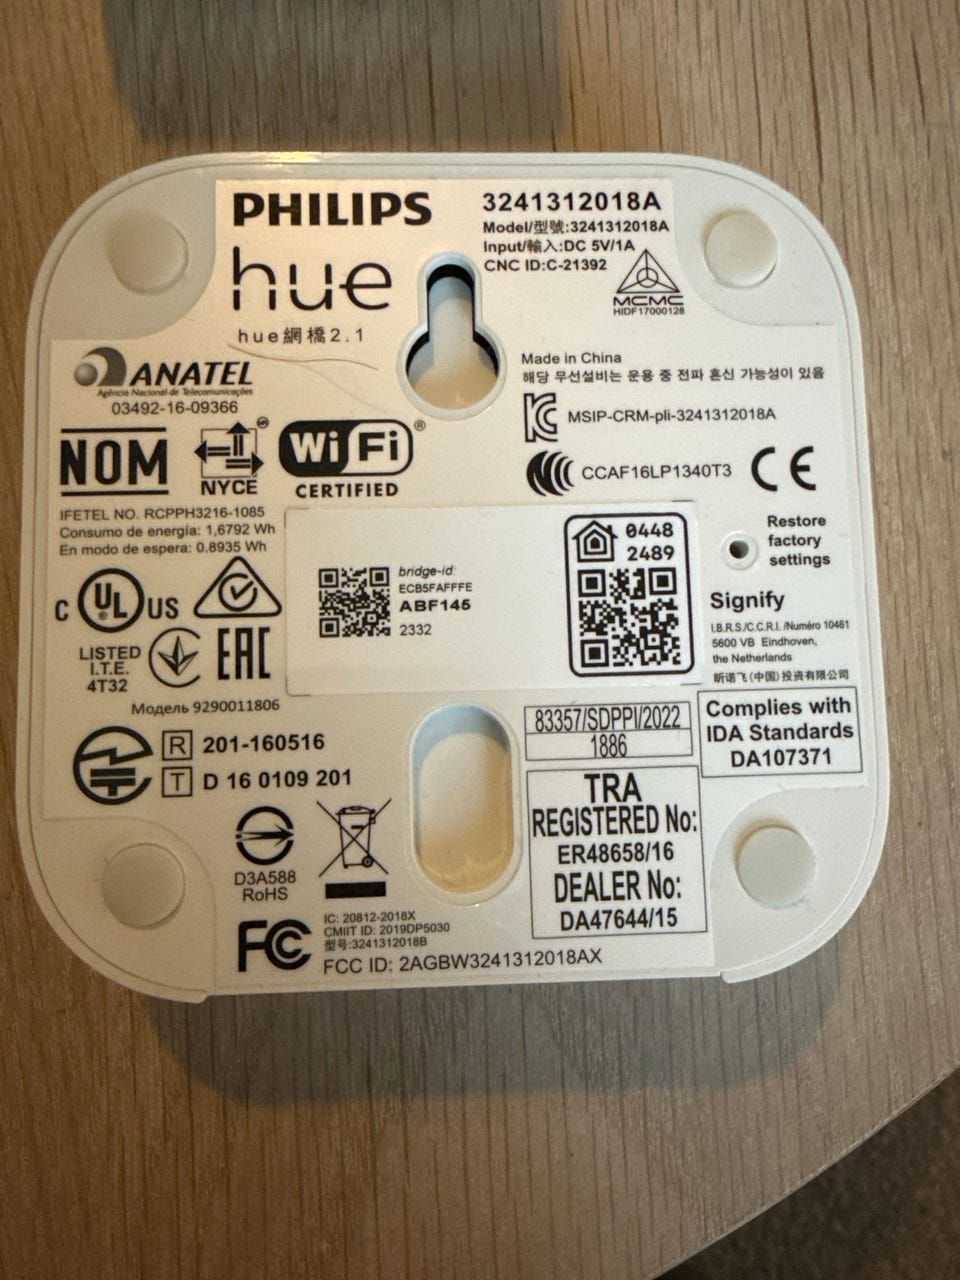 PHILIPS
hue
hue網橋2.1
3241312018A
Model/型號:3241312018A
Input/輸入:DC 5V/1A
CNC ID:C-21392
MCMC
HIDF17000128
ANATEL
Agência Nacional de Telecomunicações
03492-16-09366
Made in China
해당 무선설비는 운용 중 전파 혼신 가능성이 있음
MSIP-CRM-pli-3241312018A
NOM
NYCE
Wi Fi
®
CERTIFIED
CCAF16LP1340T3
CE
IFETEL NO. RCPPH3216-1085
Consumo de energía: 1,6792 Wh
En modo de espera: 0.8935 Wh
C UL US
LISTED
I.T.E.
4T32
EAC
Модель 9290011806
bridge-id:
ECB5FAFFFE
ABF145
2332
0448
2489
Restore
factory
settings
Signify
I.B.R.S./C.C.R.I. /Numéro 10461
5600 VB Eindhoven,
the Netherlands
昕诺飞(中国)投资有限公司
R 201-160516
T D 16 0109 201
83357/SDPPI/2022
1886
Complies with
IDA Standards
DA107371
TRA
REGISTERED No:
ER48658/16
DEALER No:
DA47644/15
D3A588
RoHS
FC
IC: 20812-2018X
CMIIT ID: 2019DP5030
型号:3241312018B
FCC ID: 2AGBW3241312018AX